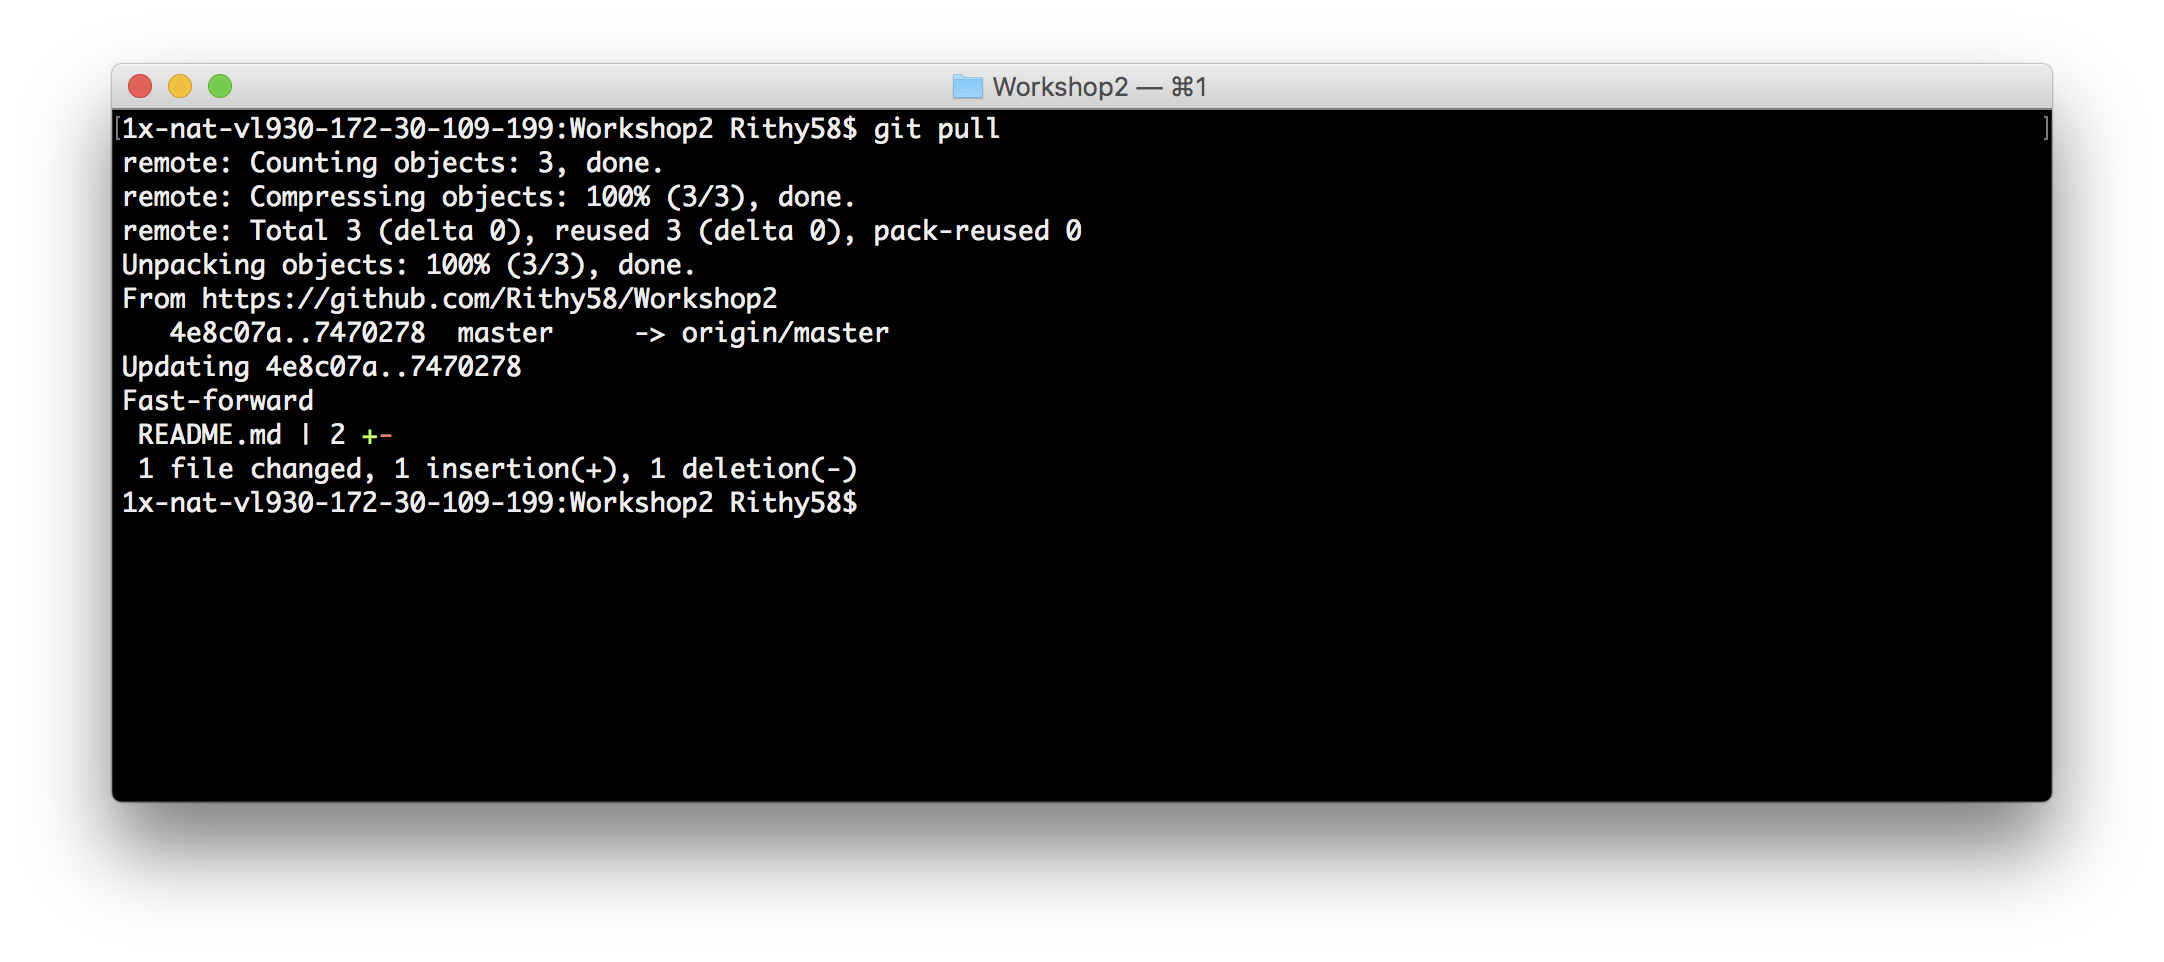 Workshop2 — ⌘1
[1x-nat-vl930-172-30-109-199:Workshop2 Rithy58$ git pull ]
remote: Counting objects: 3, done.
remote: Compressing objects: 100% (3/3), done.
remote: Total 3 (delta 0), reused 3 (delta 0), pack-reused 0
Unpacking objects: 100% (3/3), done.
From https://github.com/Rithy58/Workshop2
   4e8c07a..7470278  master     -> origin/master
Updating 4e8c07a..7470278
Fast-forward
 README.md | 2 +-
 1 file changed, 1 insertion(+), 1 deletion(-)
1x-nat-vl930-172-30-109-199:Workshop2 Rithy58$